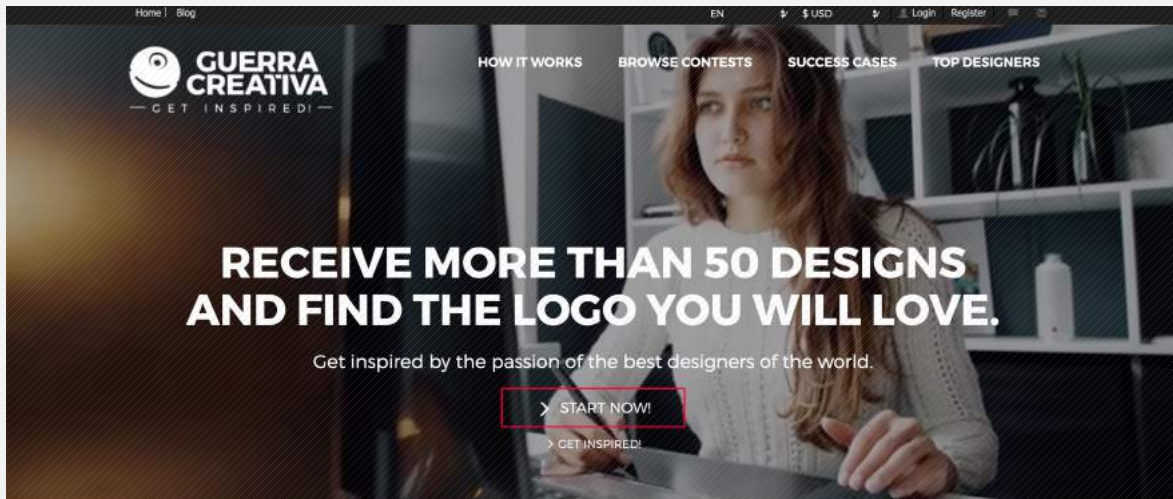 Home | Blog
EN $ USD Login Register
GUERRA
CREATIVA
GET INSPIRED!
HOW IT WORKS BROWSE CONTESTS SUCCESS CASES TOP DESIGNERS
RECEIVE MORE THAN 50 DESIGNS
AND FIND THE LOGO YOU WILL LOVE.
Get inspired by the passion of the best designers of the world.
> START NOW!
> GET INSPIRED!